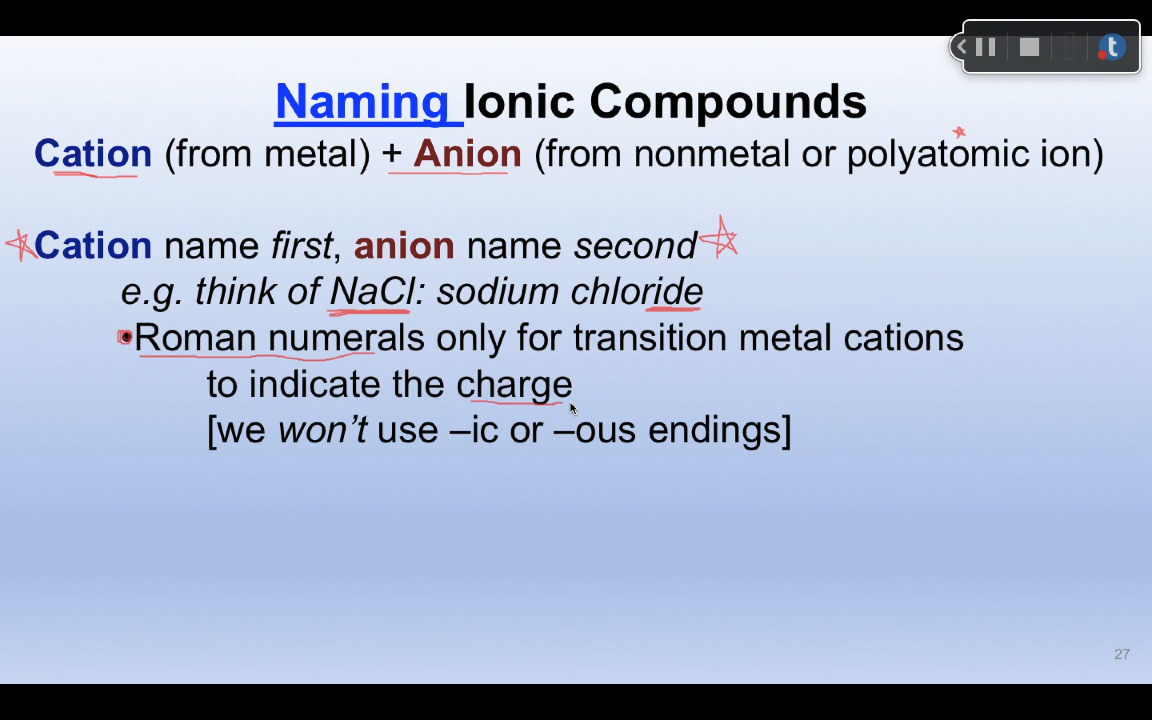 t
Naming Ionic Compounds
Cation (from metal) + Anion (from nonmetal or polyatomic ion)
Cation name first, anion name second
e.g. think of NaCl: sodium chloride
•Roman numerals only for transition metal cations
to indicate the charge
[we won’t use –ic or –ous endings]
27